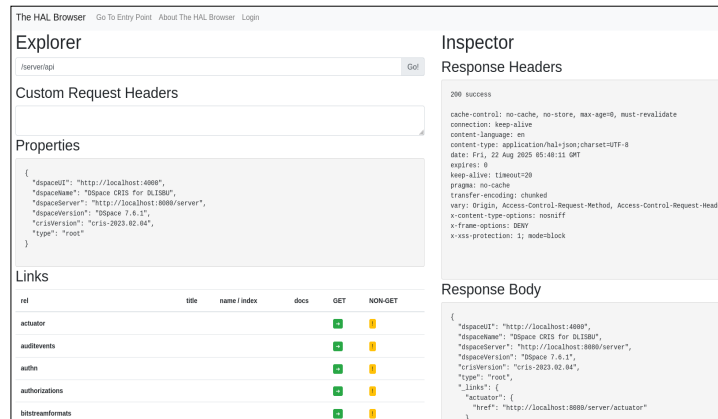 The HAL Browser Go To Entry Point About The HAL Browser Login
Explorer
/server/api Go!
Custom Request Headers
Properties
{
"dspaceUI": "http://localhost:4000",
"dspaceName": "DSpace CRIS for DLISBU",
"dspaceServer": "http://localhost:8080/server",
"dspaceVersion": "DSpace 7.6.1",
"crisVersion": "cris-2023.02.04",
"type": "root"
}
Links
rel title name / index docs GET NON-GET
actuator ➔ !
auditevents ➔ !
authn ➔ !
authorizations ➔ !
bitstreamformats ➔ !
Inspector
Response Headers
200 success
cache-control: no-cache, no-store, max-age=0, must-revalidate
connection: keep-alive
content-language: en
content-type: application/hal+json;charset=UTF-8
date: Fri, 22 Aug 2025 05:40:11 GMT
expires: 0
keep-alive: timeout=20
pragma: no-cache
transfer-encoding: chunked
vary: Origin, Access-Control-Request-Method, Access-Control-Request-Head
x-content-type-options: nosniff
x-frame-options: DENY
x-xss-protection: 1; mode=block
Response Body
{
"dspaceUI": "http://localhost:4000",
"dspaceName": "DSpace CRIS for DLISBU",
"dspaceServer": "http://localhost:8080/server",
"dspaceVersion": "DSpace 7.6.1",
"crisVersion": "cris-2023.02.04",
"type": "root",
"_links": {
"actuator": {
"href": "http://localhost:8080/server/actuator"
}